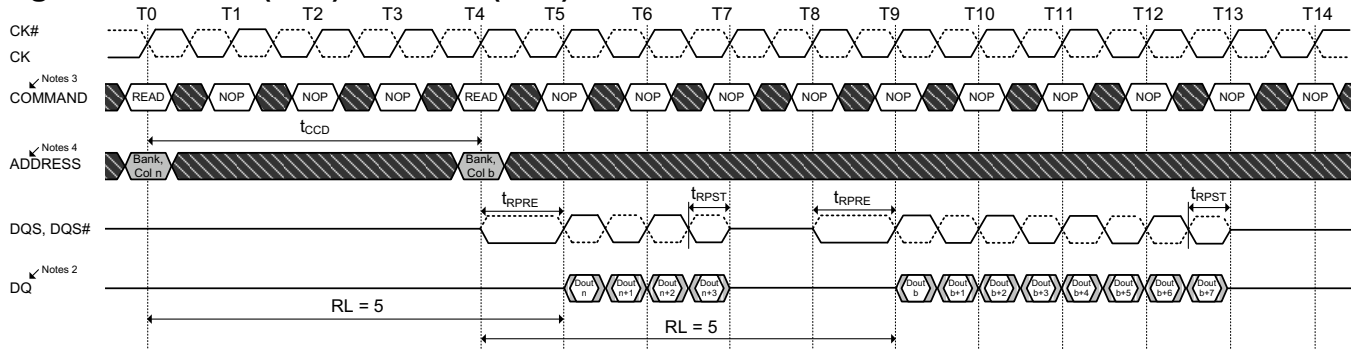 T0 T1 T2 T3 T4 T5 T6 T7 T8 T9 T10 T11 T12 T13 T14
CK#
CK
Notes 3
COMMAND READ NOP NOP NOP READ NOP NOP NOP NOP NOP NOP NOP NOP NOP NOP
tCCD
Notes 4
ADDRESS Bank, Col n Bank, Col b
tRPRE tRPST tRPRE tRPST
DQS, DQS#
Notes 2
DQ Dout n Dout n+1 Dout n+2 Dout n+3 Dout b Dout b+1 Dout b+2 Dout b+3 Dout b+4 Dout b+5 Dout b+6 Dout b+7
RL = 5
RL = 5